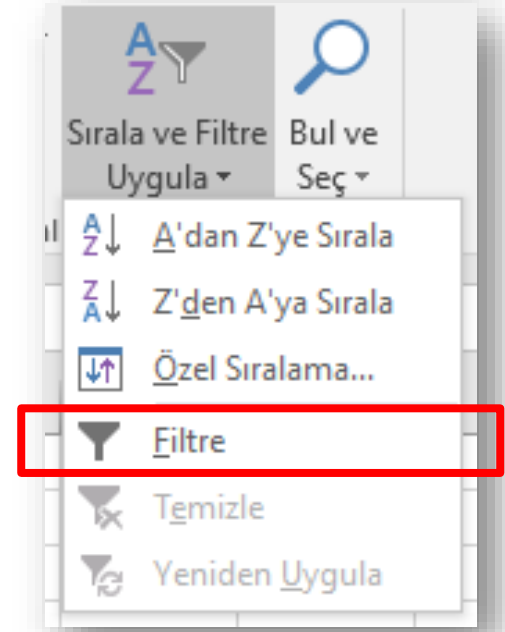 Sırala ve Filtre
Uygula
Bul ve
Seç
A'dan Z'ye Sırala
Z'den A'ya Sırala
Özel Sıralama...
Filtre
Temizle
Yeniden Uygula